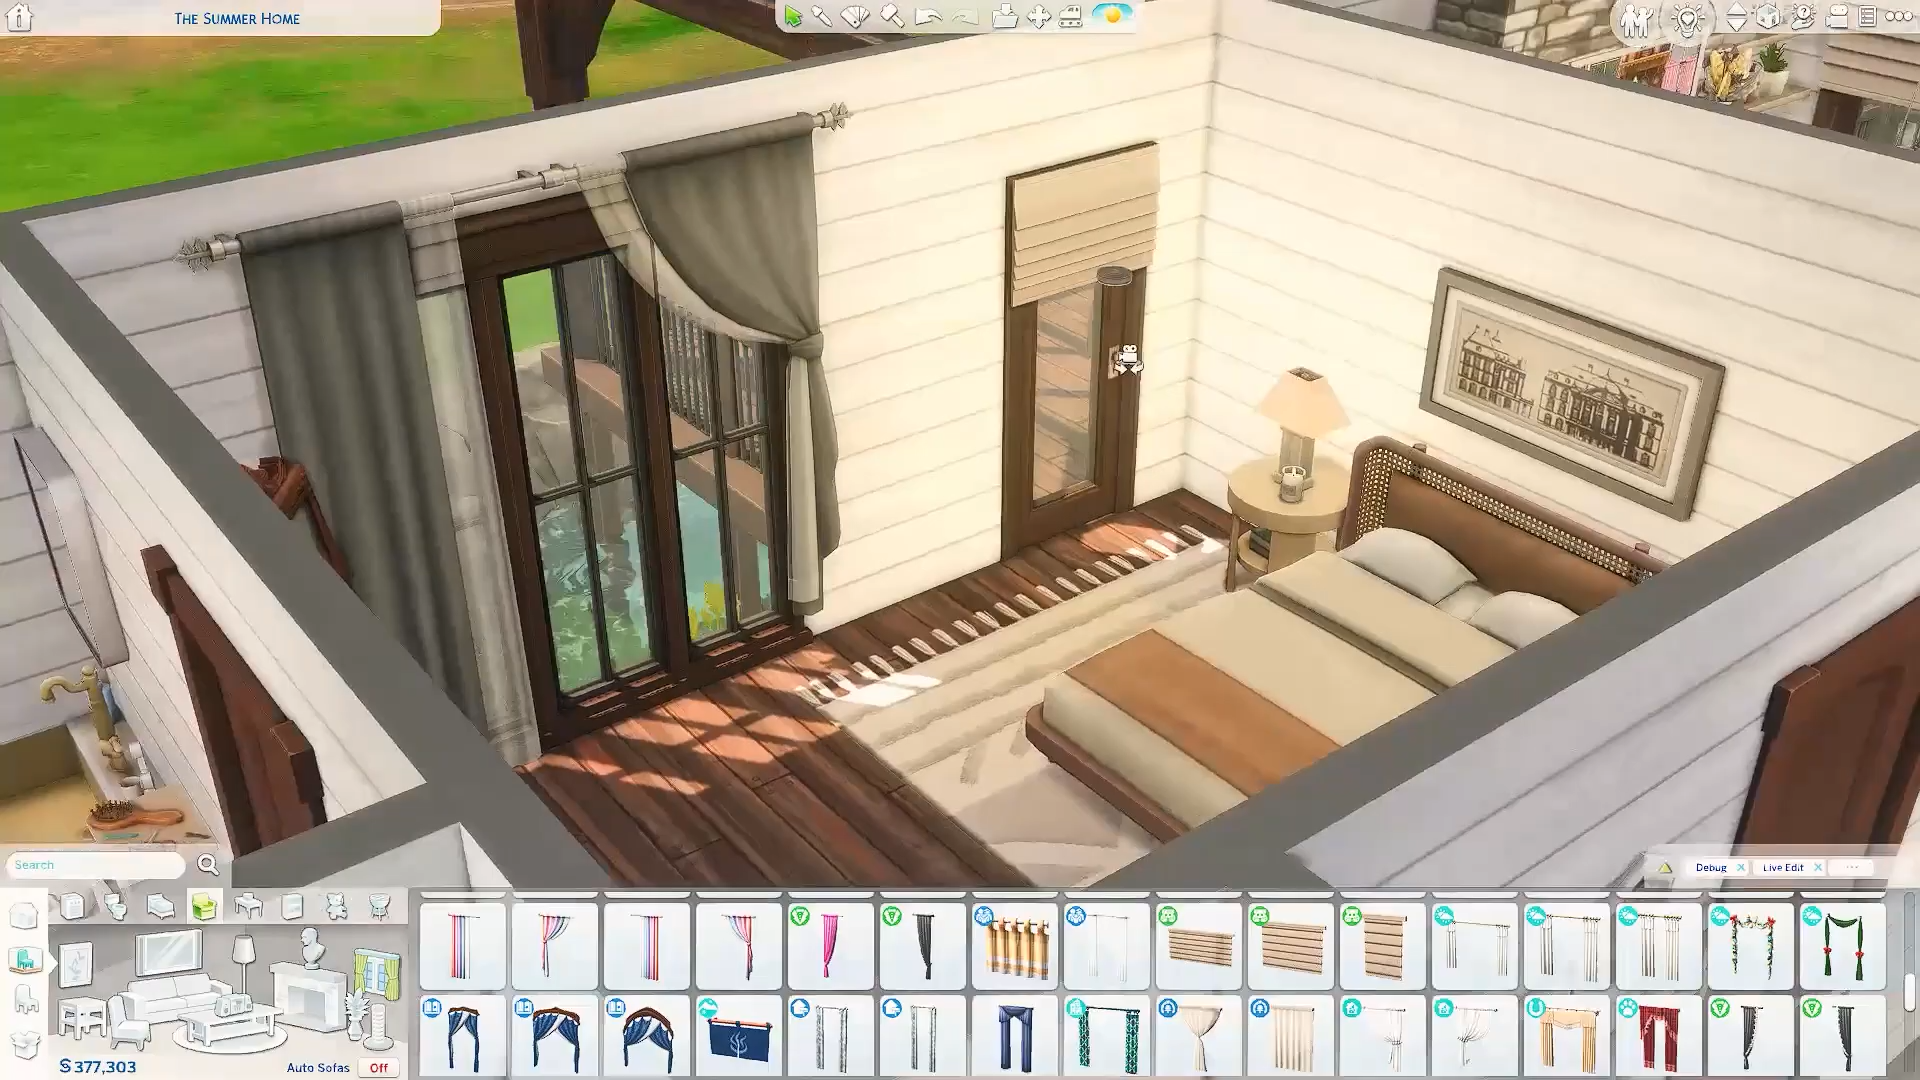 The Summer Home
Search
Debug
Live Edit
§377,303
Auto Sofas
Off